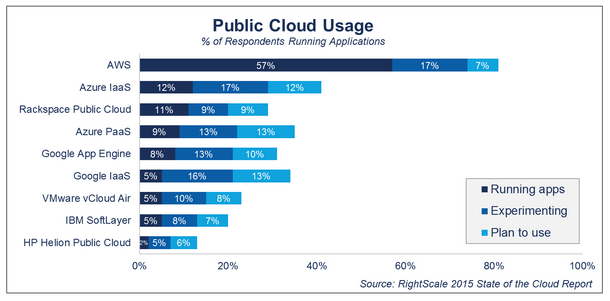 Public Cloud Usage
% of Respondents Running Applications
AWS 57% 17% 7%
Azure IaaS 12% 17% 12%
Rackspace Public Cloud 11% 9% 9%
Azure PaaS 9% 13% 13%
Google App Engine 8% 13% 10%
Google IaaS 5% 16% 13%
VMware vCloud Air 5% 10% 8%
IBM SoftLayer 5% 8% 7%
HP Helion Public Cloud 2% 5% 6%
Running apps
Experimenting
Plan to use
0% 20% 40% 60% 80% 100%
Source: RightScale 2015 State of the Cloud Report